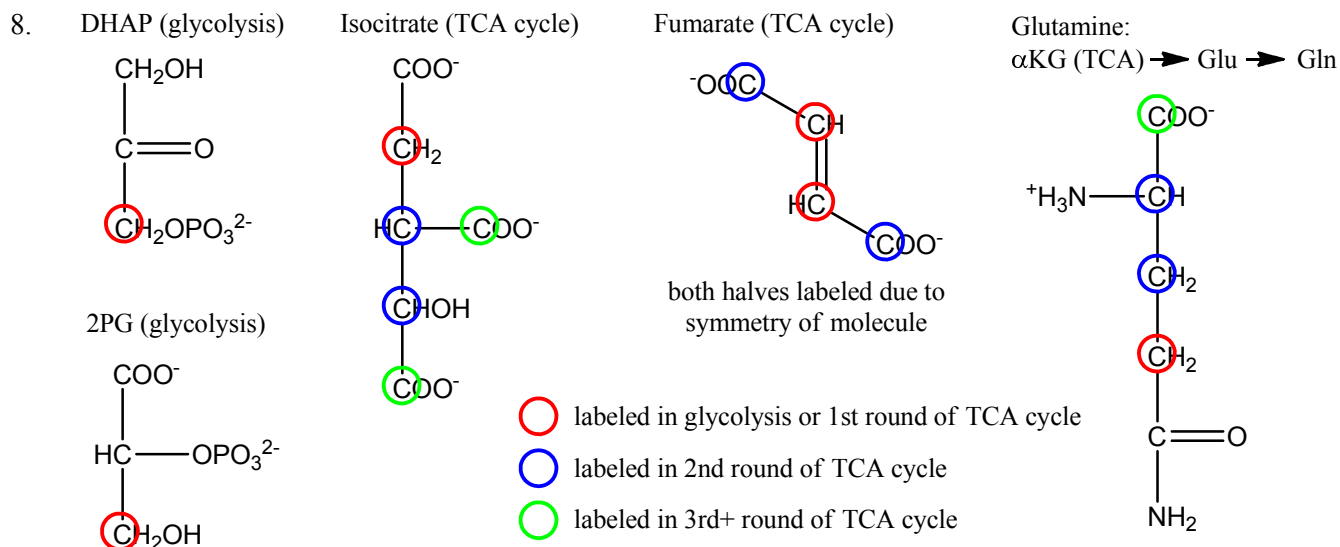 8.
DHAP (glycolysis)
CH₂OH
C
O
CH₂OPO₃²⁻
2PG (glycolysis)
COO⁻
HC
OPO₃²⁻
CH₂OH
Isocitrate (TCA cycle)
COO⁻
CH₂
HC
COO⁻
CHOH
COO⁻
Fumarate (TCA cycle)
⁻OOC
CH
HC
COO⁻
both halves labeled due to
symmetry of molecule
Glutamine:
αKG (TCA) → Glu → Gln
COO⁻
⁺H₃N
CH
CH₂
CH₂
C
O
NH₂
labeled in glycolysis or 1st round of TCA cycle
labeled in 2nd round of TCA cycle
labeled in 3rd+ round of TCA cycle